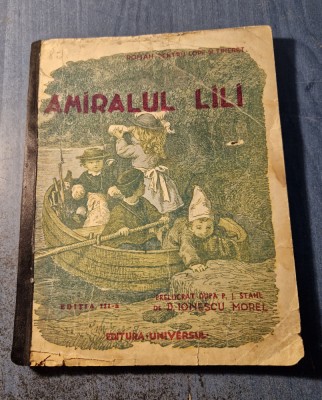 ROMAN PENTRU COPII ȘI TINERET
AMIRALUL LILI
EDIȚIA III-A
PRELUCRAT DUPĂ P. J. STAHL
DE D. IONESCU MOREL
EDITURA "UNIVERSUL"